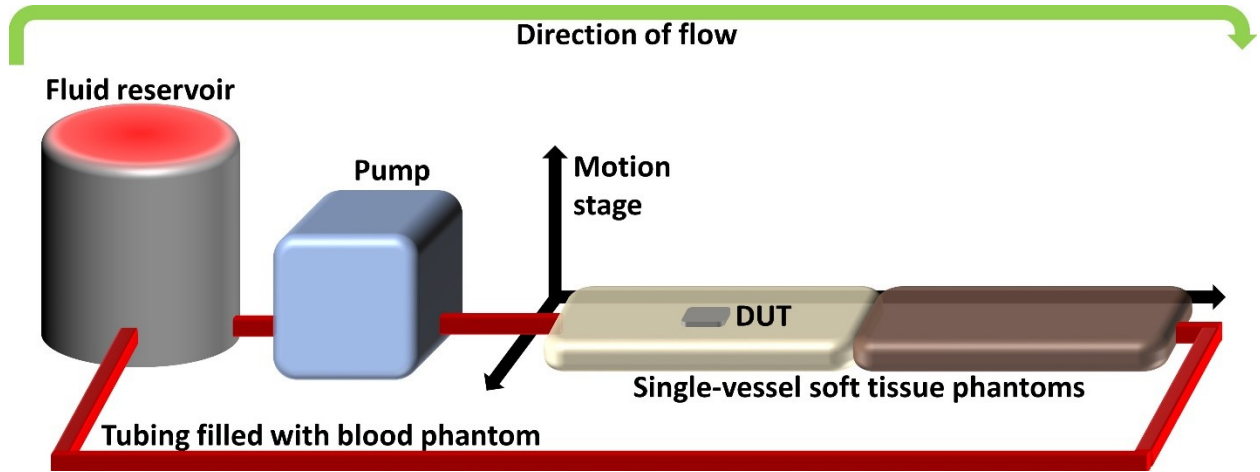 Direction of flow
Fluid reservoir
Pump
Motion
stage
DUT
Single-vessel soft tissue phantoms
Tubing filled with blood phantom